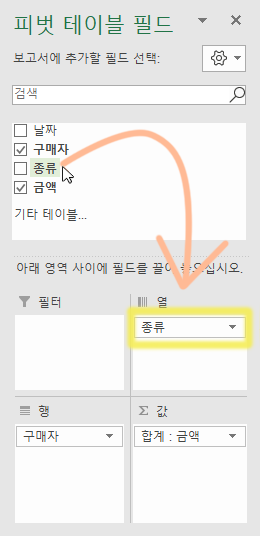 피벗 테이블 필드
보고서에 추가할 필드 선택:
검색
날짜
구매자
종류
금액
기타 테이블...
아래 영역 사이에 필드를 끌어 놓으십시오.
필터
열
종류
행
Σ 값
구매자
합계 : 금액